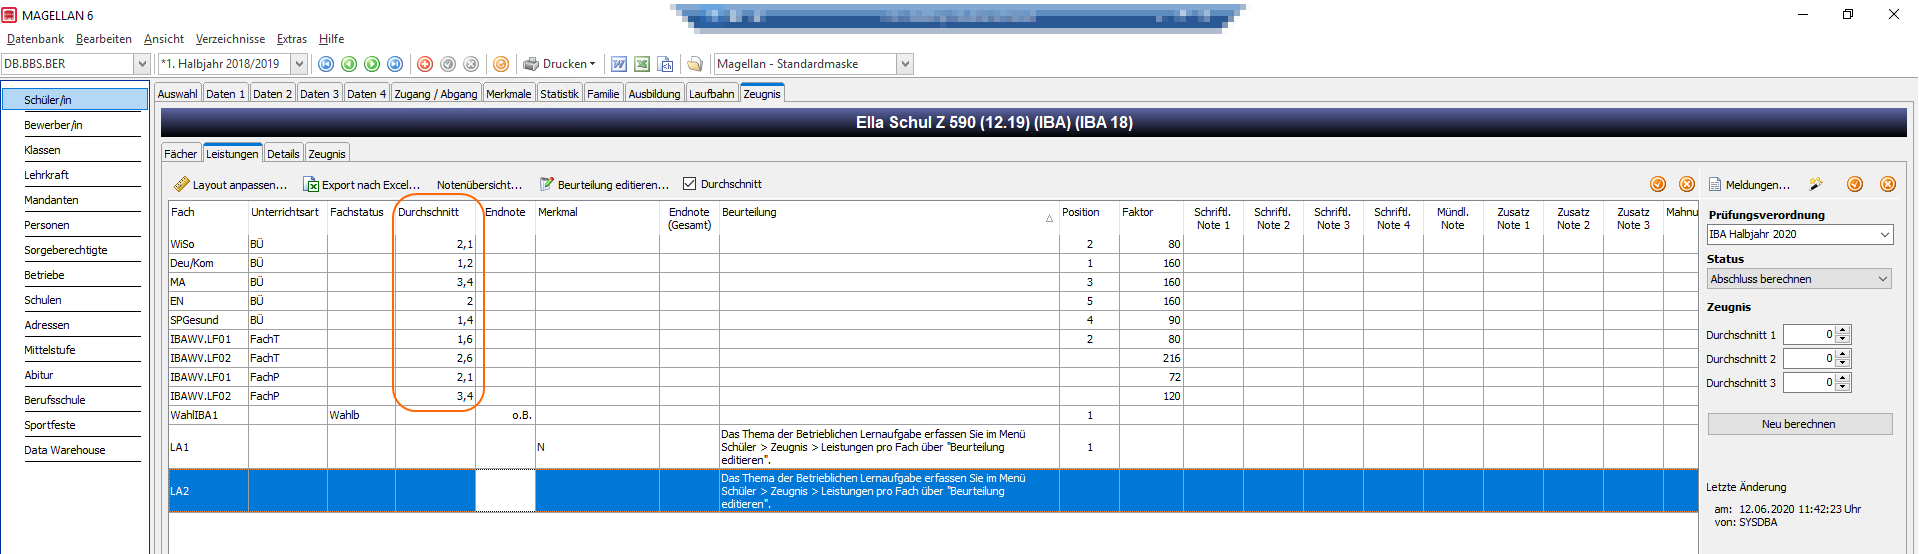 MAGELLAN 6
Datenbank Bearbeiten Ansicht Verzeichnisse Extras Hilfe
DB.BBS.BER *1. Halbjahr 2018/2019 Drucken Magellan - Standardmaske
Schüler/in
Bewerber/in
Klassen
Lehrkraft
Mandanten
Personen
Sorgeberechtigte
Betriebe
Schulen
Adressen
Mittelstufe
Abitur
Berufsschule
Sportfeste
Data Warehouse
Auswahl Daten 1 Daten 2 Daten 3 Daten 4 Zugang / Abgang Merkmale Statistik Familie Ausbildung Laufbahn Zeugnis
Ella Schul Z 590 (12.19) (IBA) (IBA 18)
Fächer Leistungen Details Zeugnis
Layout anpassen... Export nach Excel... Notenübersicht... Beurteilung editieren... Durchschnitt
Fach Unterrichtsart Fachstatus Durchschnitt Endnote Merkmal Endnote (Gesamt) Beurteilung Position Faktor Schriftl. Note 1 Schriftl. Note 2 Schriftl. Note 3 Schriftl. Note 4 Mündl. Note Zusatz Note 1 Zusatz Note 2 Zusatz Note 3 Mahnu
WiSo BÜ 2,1 2 80
Deu/Kom BÜ 1,2 1 160
MA BÜ 3,4 3 160
EN BÜ 2 5 160
SPGesund BÜ 1,4 4 90
IBAWV.LF01 FachT 1,6 2 80
IBAWV.LF02 FachT 2,6 216
IBAWV.LF01 FachP 2,1 72
IBAWV.LF02 FachP 3,4 120
WahlIBA1 Wahlb o.B. 1
LA1 N Das Thema der Betrieblichen Lernaufgabe erfassen Sie im Menü 1
Schüler > Zeugnis > Leistungen pro Fach über "Beurteilung
editieren".
LA2 Das Thema der Betrieblichen Lernaufgabe erfassen Sie im Menü
Schüler > Zeugnis > Leistungen pro Fach über "Beurteilung
editieren".
Meldungen...
Prüfungsverordnung
IBA Halbjahr 2020
Status
Abschluss berechnen
Zeugnis
Durchschnitt 1 0
Durchschnitt 2 0
Durchschnitt 3 0
Neu berechnen
Letzte Änderung
am: 12.06.2020 11:42:23 Uhr
von: SYSDBA